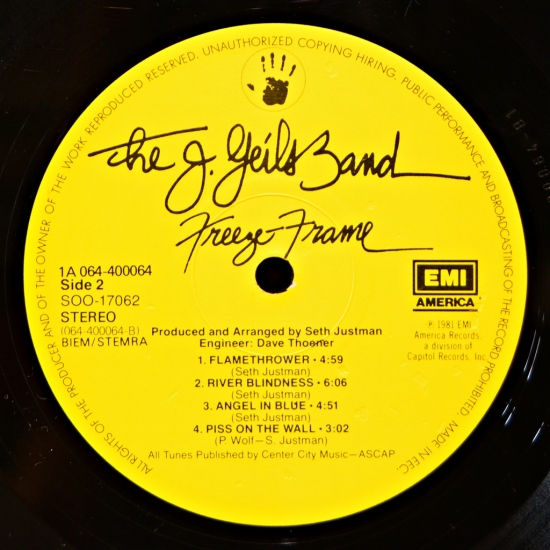 ALL RIGHTS OF THE PRODUCER AND OF THE OWNER OF THE WORK REPRODUCED RESERVED. UNAUTHORIZED COPYING HIRING, PUBLIC PERFORMANCE AND BROADCASTING OF THE RECORD PROHIBITED. MADE IN EEC.
The J. Geils Band
Freeze-Frame
1A 064-400064
Side 2
SOO-17062
STEREO
(064-400064-B)
BIEM/STEMRA
EMI
AMERICA
P 1981 EMI
America Records,
a division of
Capitol Records, Inc
Produced and Arranged by Seth Justman
Engineer: Dave Thoener
1. FLAMETHROWER • 4:59
(Seth Justman)
2. RIVER BLINDNESS • 6:06
(Seth Justman)
3. ANGEL IN BLUE • 4:51
(Seth Justman)
4. PISS ON THE WALL • 3:02
(P. Wolf—S. Justman)
All Tunes Published by Center City Music—ASCAP